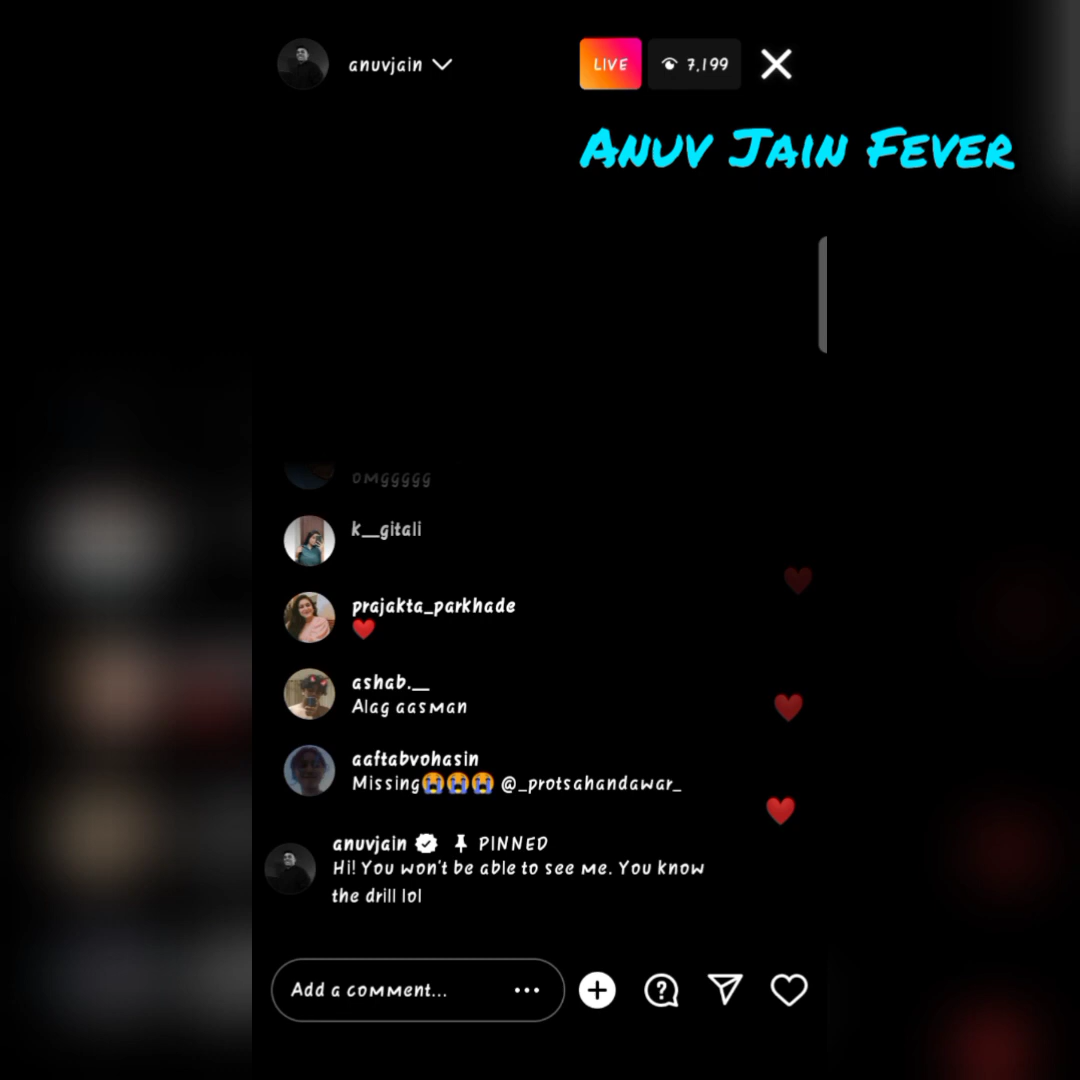 anuvjain
LIVE
7,199
ANUV JAIN FEVER
omggggg
k__gitali
prajakta_parkhade
❤️
ashab.__
Alag aasman
aaftabvohasin
Missing😭😭😭 @_protsahandawar_
anuvjain PINNED
Hi! You won't be able to see me. You know
the drill lol
Add a comment...